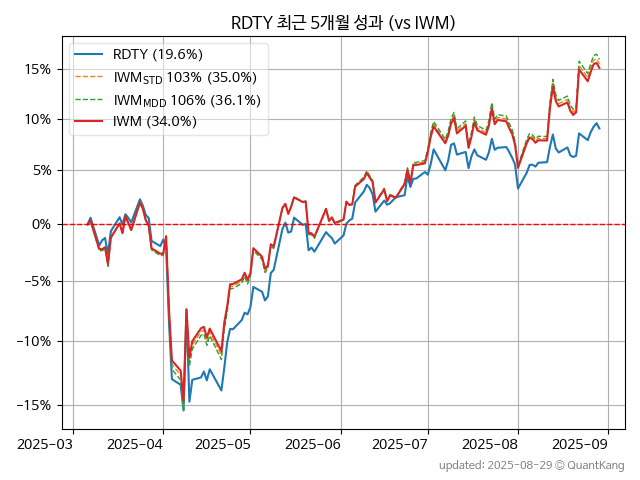 RDTY 최근 5개월 성과 (vs IWM)
RDTY (19.6%)
IWM_STD 103% (35.0%)
IWM_MDD 106% (36.1%)
IWM (34.0%)
15%
10%
5%
0%
−5%
−10%
−15%
2025-03 2025-04 2025-05 2025-06 2025-07 2025-08 2025-09
updated: 2025-08-29 © QuantKang